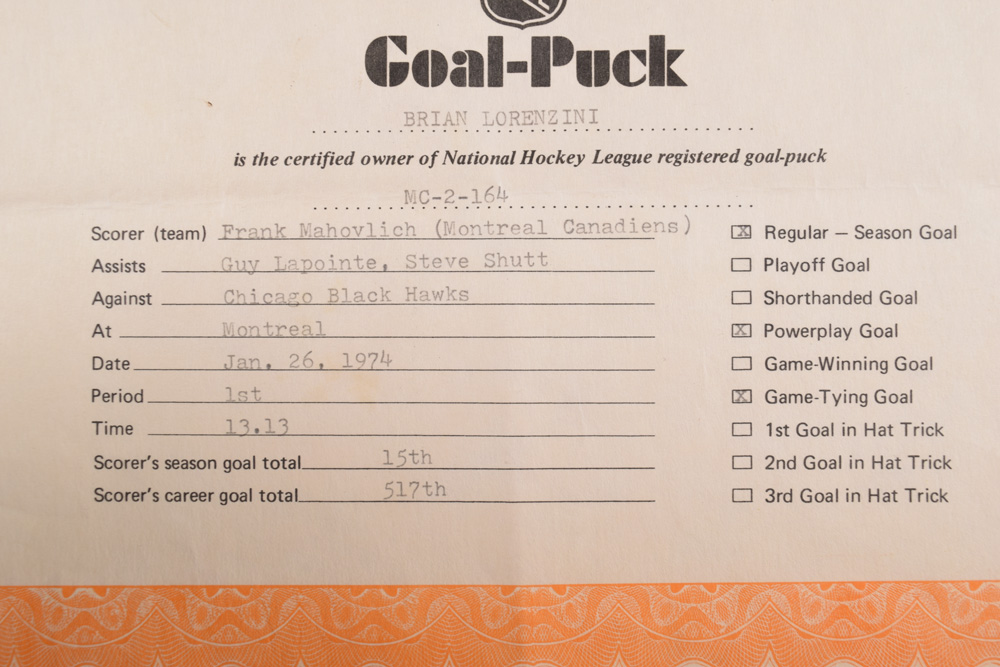 Goal-Puck
BRIAN LORENZINI
is the certified owner of National Hockey League registered goal-puck
MC-2-164
Scorer (team) Frank Mahovlich (Montreal Canadiens)
Assists Guy Lapointe, Steve Shutt
Against Chicago Black Hawks
At Montreal
Date Jan. 26, 1974
Period 1st
Time 13.13
Scorer's season goal total 15th
Scorer's career goal total 517th
X Regular – Season Goal
Playoff Goal
Shorthanded Goal
X Powerplay Goal
Game-Winning Goal
X Game-Tying Goal
1st Goal in Hat Trick
2nd Goal in Hat Trick
3rd Goal in Hat Trick